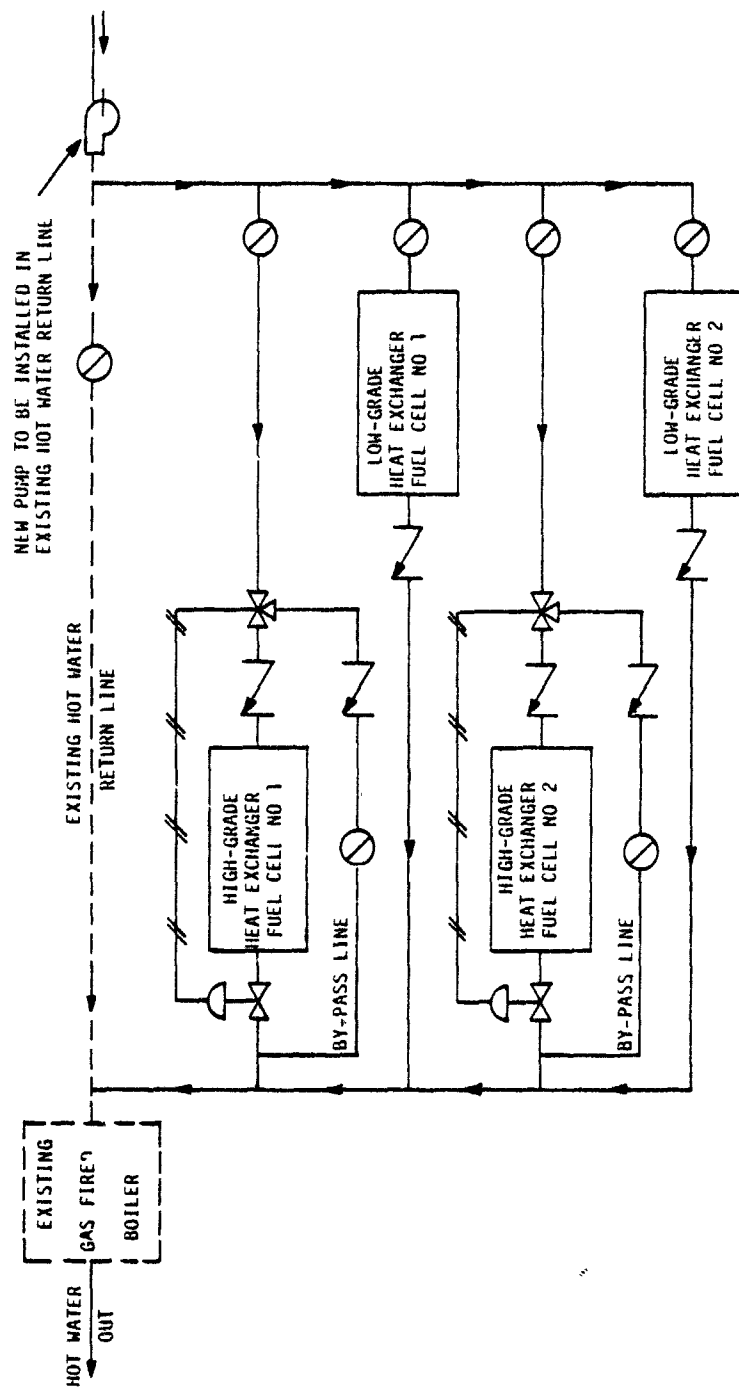 NEW PUMP TO BE INSTALLED IN
EXISTING HOT WATER RETURN LINE
EXISTING HOT WATER
RETURN LINE
HOT WATER
OUT
EXISTING
GAS FIRED
BOILER
HIGH-GRADE
HEAT EXCHANGER
FUEL CELL NO 1
BY-PASS LINE
LOW-GRADE
HEAT EXCHANGER
FUEL CELL NO 1
HIGH-GRADE
HEAT EXCHANGER
FUEL CELL NO 2
BY-PASS LINE
LOW-GRADE
HEAT EXCHANGER
FUEL CELL NO 2